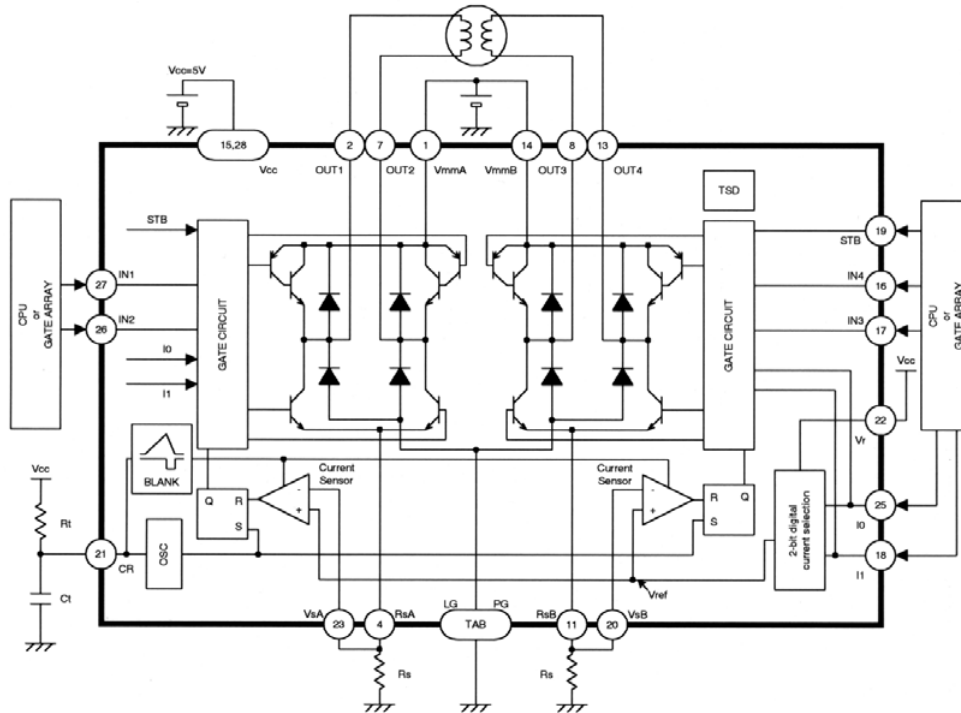 Vcc=5V
15,28
2
7
1
14
8
13
Vcc
OUT1
OUT2
VmmA
VmmB
OUT3
OUT4
TSD
STB
19
STB
CPU
or
GATE ARRAY
27
IN1
26
IN2
I0
I1
GATE CIRCUIT
GATE CIRCUIT
IN4
16
IN3
17
CPU
or
GATE ARRAY
Vcc
22
Vr
BLANK
Current
Sensor
Current
Sensor
Vcc
Rt
Q
R
S
-
+
-
+
R
Q
S
2-bit digital
current selection
25
I0
18
I1
21
CR
OSC
Ct
Vref
VsA
RsA
LG
PG
RsB
VsB
23
4
TAB
11
20
Rs
Rs